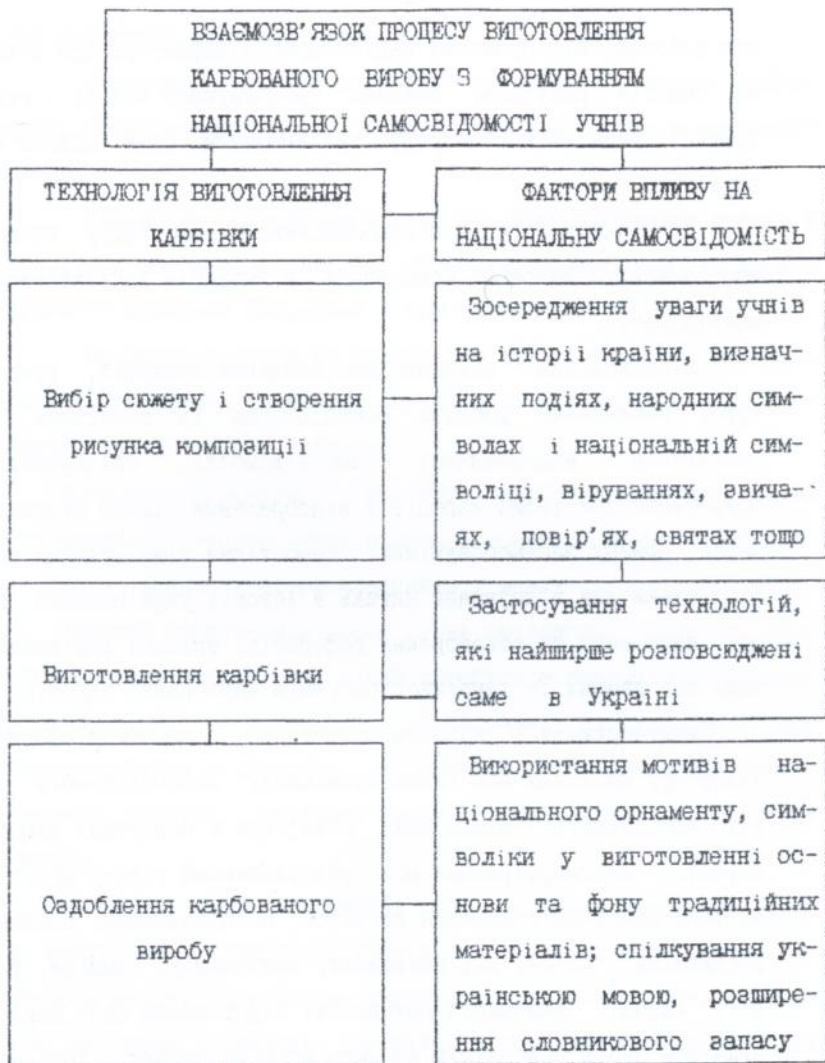 ВЗАЄМОЗВ'ЯЗОК ПРОЦЕСУ ВИГОТОВЛЕННЯ
КАРБОВАНОГО ВИРОБУ З ФОРМУВАННЯМ
НАЦІОНАЛЬНОЇ САМОСВІДОМОСТІ УЧНІВ
ТЕХНОЛОГІЯ ВИГОТОВЛЕННЯ
КАРБІВКИ
ФАКТОРИ ВПЛИВУ НА
НАЦІОНАЛЬНУ САМОСВІДОМІСТЬ
Вибір сюжету і створення
рисунка композиції
Зосередження уваги учнів
на історії країни, визнач-
них подіях, народних сим-
волах і національній сим-
воліці, віруваннях, звича-
ях, повір'ях, святах тощо
Виготовлення карбівки
Застосування технологій,
які найширше розповсюджені
саме в Україні
Оздоблення карбованого
виробу
Використання мотивів на-
ціонального орнаменту, сим-
воліки у виготовленні ос-
нови та фону традиційних
матеріалів; спілкування ук-
раїнською мовою, розшире-
ння словникового запасу